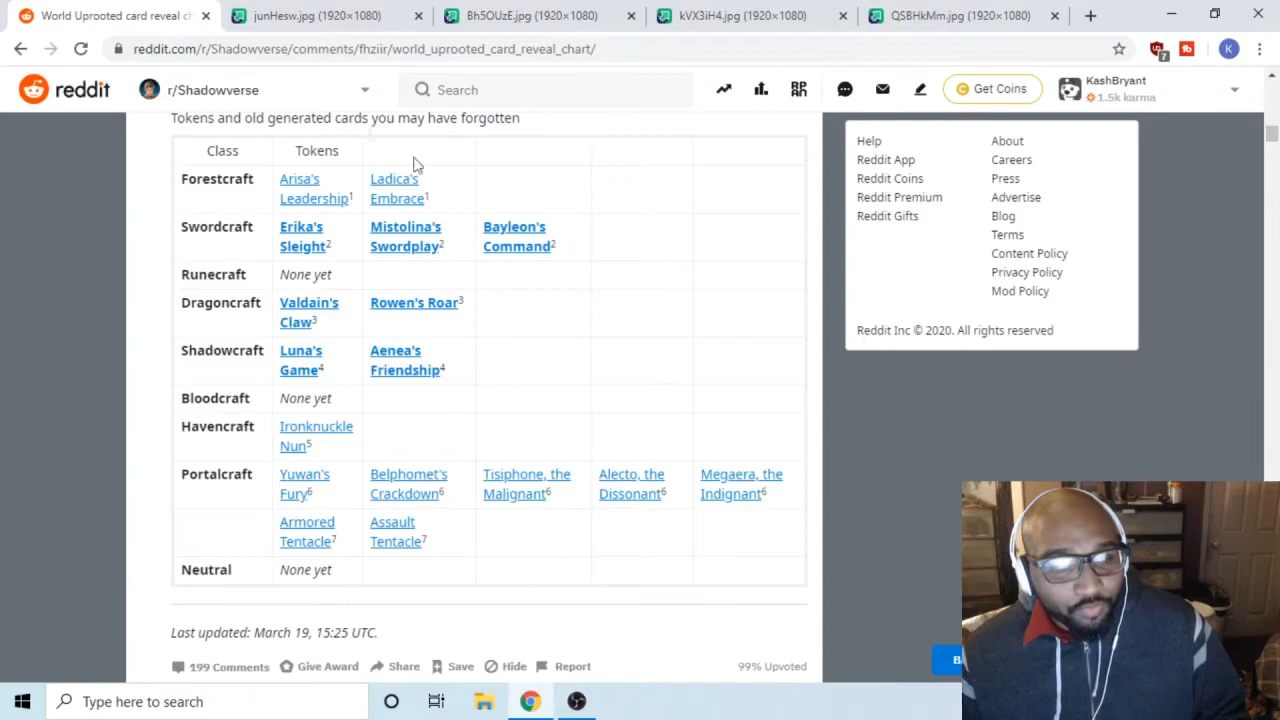 World Uprooted card reveal ch
junHesw.jpg (1920×1080)
Bh5OUzE.jpg (1920×1080)
kVX3iH4.jpg (1920×1080)
QSBHkMm.jpg (1920×1080)
reddit.com/r/Shadowverse/comments/fhziir/world_uprooted_card_reveal_chart/
7
K
reddit
r/Shadowverse
Search
Get Coins
KashBryant
1.5k karma
Tokens and old generated cards you may have forgotten
Class Tokens
Forestcraft Arisa's Leadership¹ Ladica's Embrace¹
Swordcraft Erika's Sleight² Mistolina's Swordplay² Bayleon's Command²
Runecraft None yet
Dragoncraft Valdain's Claw³ Rowen's Roar³
Shadowcraft Luna's Game⁴ Aenea's Friendship⁴
Bloodcraft None yet
Havencraft Ironknuckle Nun⁵
Portalcraft Yuwan's Fury⁶ Belphomet's Crackdown⁶ Tisiphone, the Malignant⁶ Alecto, the Dissonant⁶ Megaera, the Indignant⁶
Armored Tentacle⁷ Assault Tentacle⁷
Neutral None yet
Last updated: March 19, 15:25 UTC.
199 Comments Give Award Share Save Hide Report 99% Upvoted
Help About
Reddit App Careers
Reddit Coins Press
Reddit Premium Advertise
Reddit Gifts Blog
Terms
Content Policy
Privacy Policy
Mod Policy
Reddit Inc © 2020. All rights reserved
Type here to search